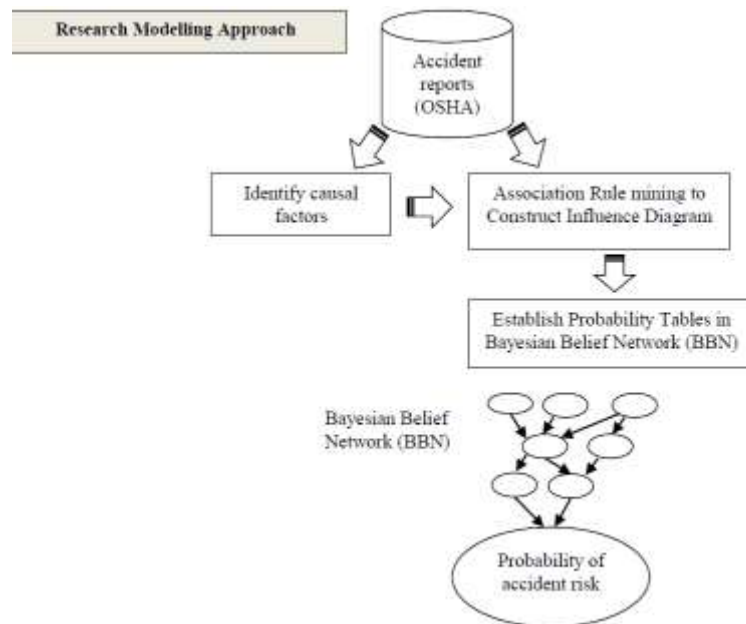 Research Modelling Approach
Accident
reports
(OSHA)
Identify causal
factors
Association Rule mining to
Construct Influence Diagram
Establish Probability Tables in
Bayesian Belief Network (BBN)
Bayesian Belief
Network (BBN)
Probability of
accident risk